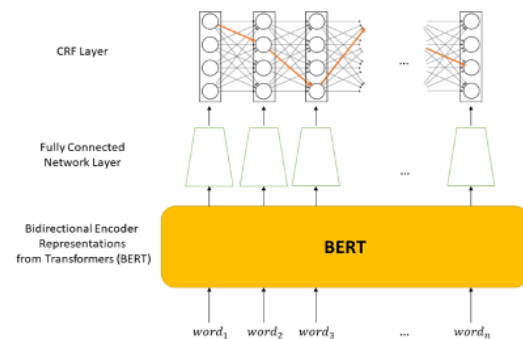 CRF Layer
...
Fully Connected
Network Layer
...
Bidirectional Encoder
Representations
from Transformers (BERT)
BERT
word₁ word₂ word₃ ... wordₙ